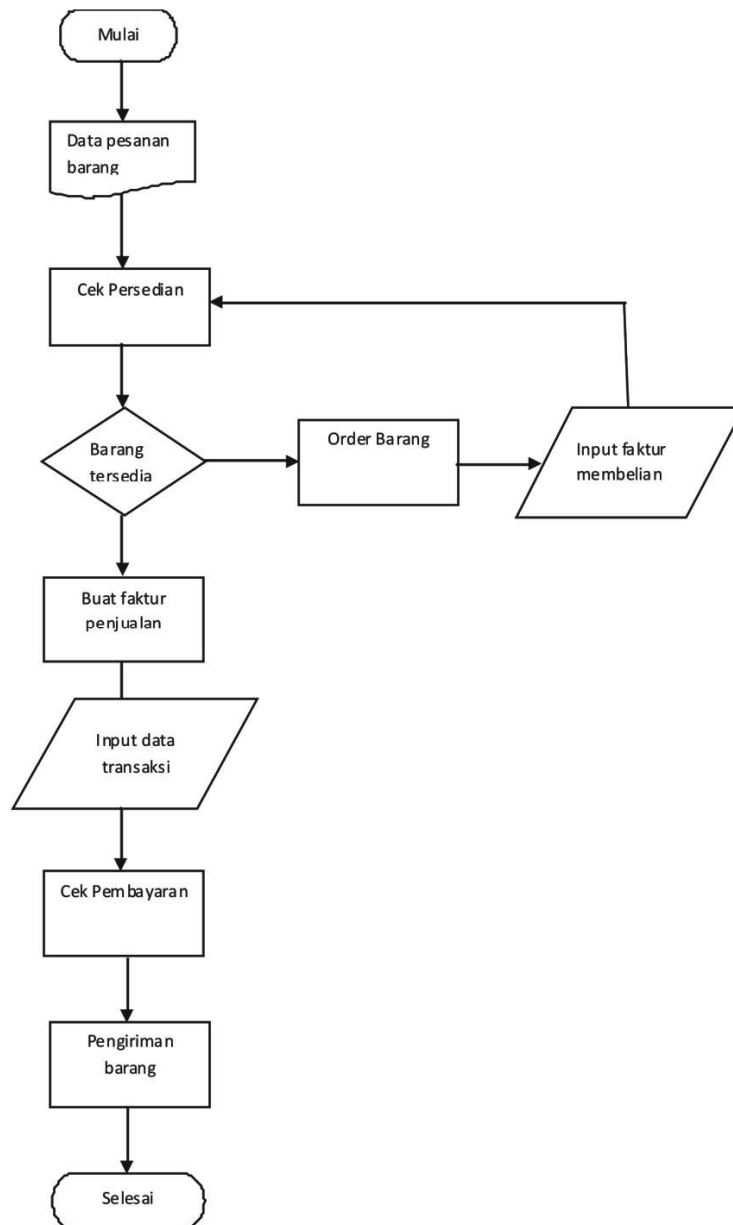 Mulai
Data pesanan
barang
Cek Persedian
Barang
tersedia
Order Barang
Input faktur
membelian
Buat faktur
penjualan
Input data
transaksi
Cek Pembayaran
Pengiriman
barang
Selesai